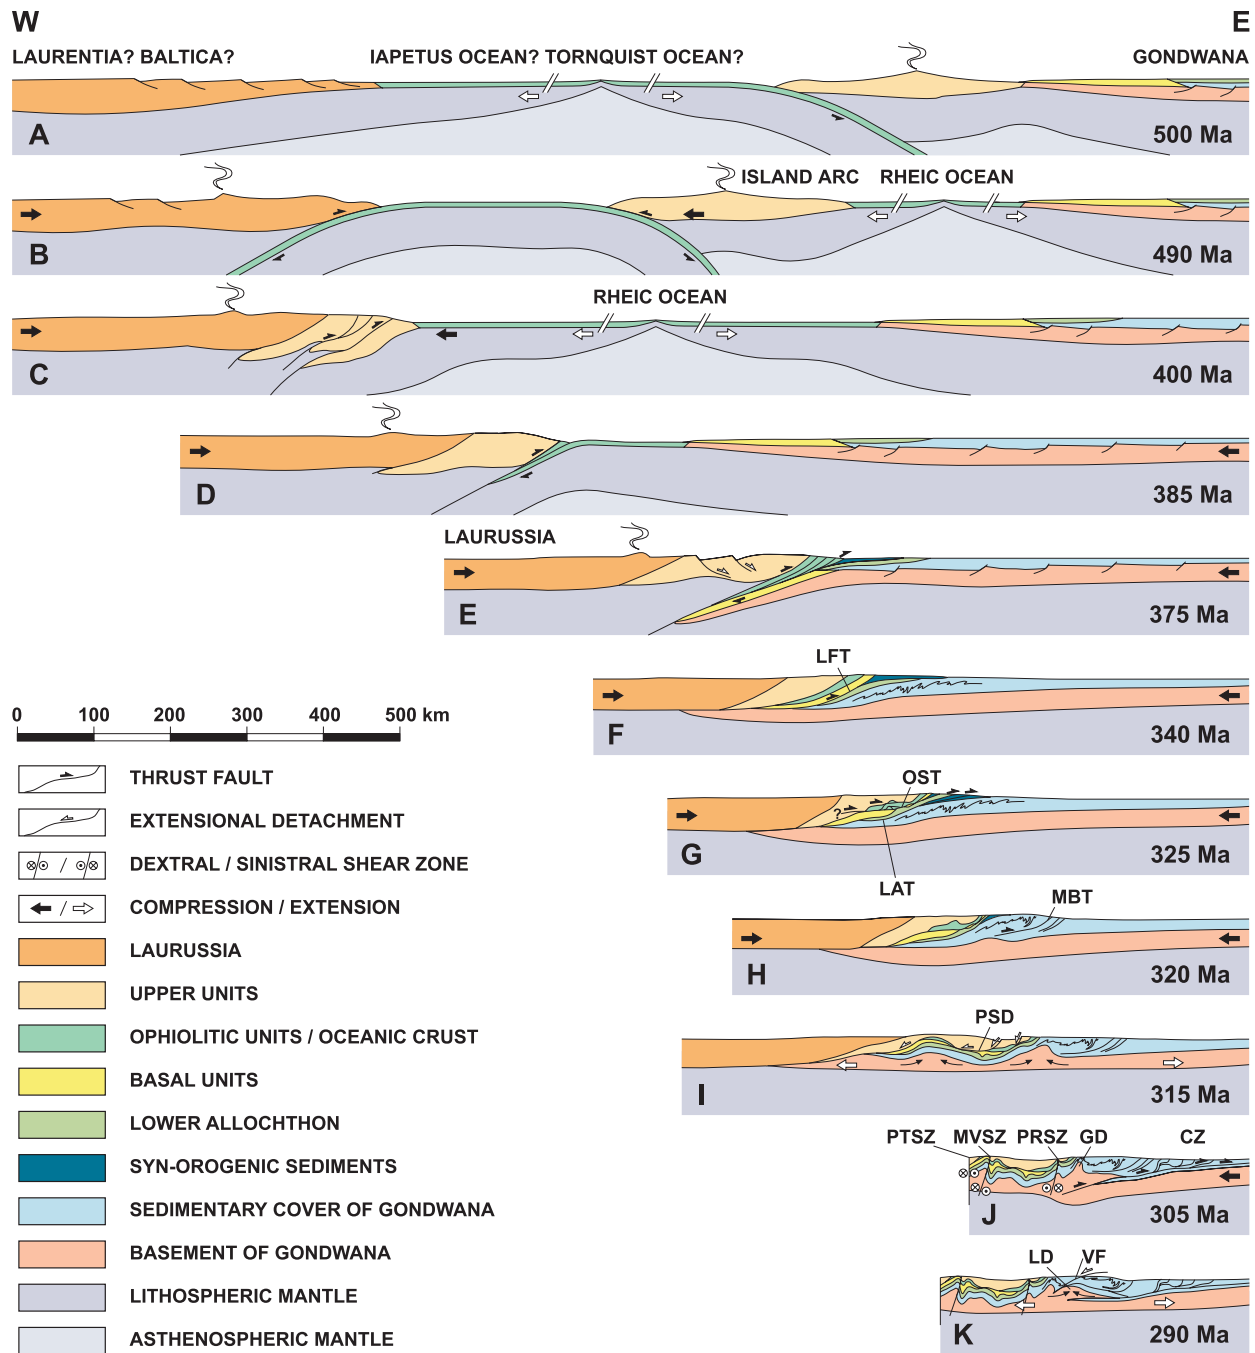 W E
LAURENTIA? BALTICA? IAPETUS OCEAN? TORNQUIST OCEAN? GONDWANA
A 500 Ma
ISLAND ARC RHEIC OCEAN
B 490 Ma
RHEIC OCEAN
C 400 Ma
D 385 Ma
LAURUSSIA
E 375 Ma
LFT
F 340 Ma
OST
?
G 325 Ma
LAT
MBT
H 320 Ma
PSD
I 315 Ma
PTSZ MVSZ PRSZ GD CZ
J 305 Ma
LD VF
K 290 Ma
0 100 200 300 400 500 km
THRUST FAULT
EXTENSIONAL DETACHMENT
/ DEXTRAL / SINISTRAL SHEAR ZONE
/ COMPRESSION / EXTENSION
LAURUSSIA
UPPER UNITS
OPHIOLITIC UNITS / OCEANIC CRUST
BASAL UNITS
LOWER ALLOCHTHON
SYN-OROGENIC SEDIMENTS
SEDIMENTARY COVER OF GONDWANA
BASEMENT OF GONDWANA
LITHOSPHERIC MANTLE
ASTHENOSPHERIC MANTLE